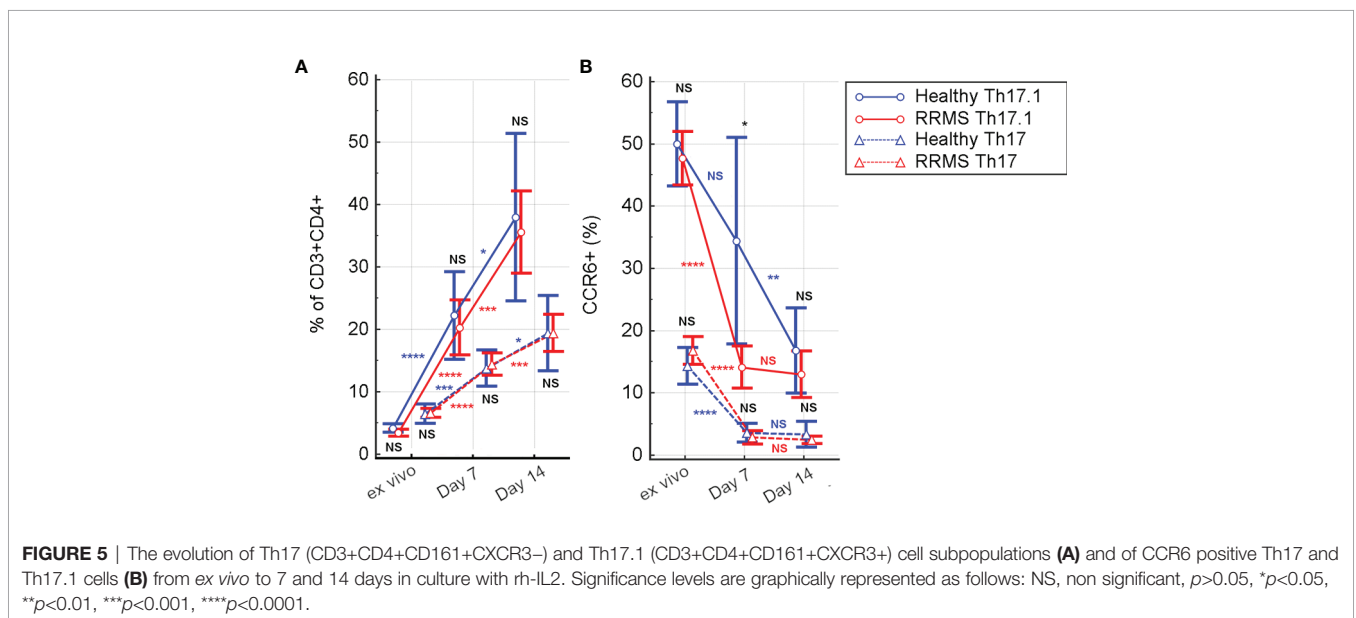 A
B
60
50
40
30
20
10
0
% of CD3+CD4+
NS
NS
*
***
****
****
***
****
*
***
NS
NS
NS
NS
ex vivo
Day 7
Day 14
60
50
40
30
20
10
0
CCR6+ (%)
NS
*
NS
****
**
NS
NS
****
NS
****
NS
NS
NS
NS
ex vivo
Day 7
Day 14
Healthy Th17.1
RRMS Th17.1
Healthy Th17
RRMS Th17
FIGURE 5 | The evolution of Th17 (CD3+CD4+CD161+CXCR3–) and Th17.1 (CD3+CD4+CD161+CXCR3+) cell subpopulations (A) and of CCR6 positive Th17 and
Th17.1 cells (B) from ex vivo to 7 and 14 days in culture with rh-IL2. Significance levels are graphically represented as follows: NS, non significant, p>0.05, *p<0.05,
**p<0.01, ***p<0.001, ****p<0.0001.